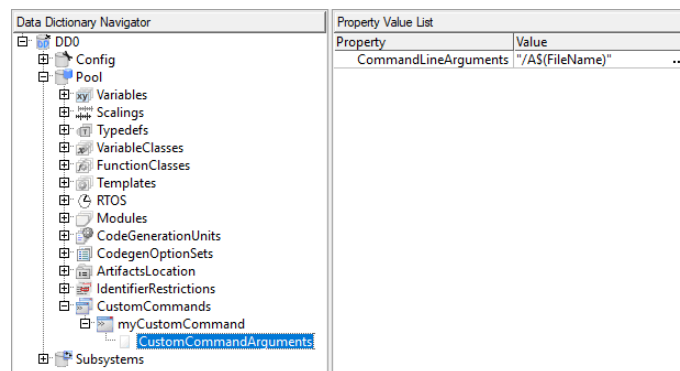 Data Dictionary Navigator
DD0
Config
Pool
Variables
Scalings
Typedefs
VariableClasses
FunctionClasses
Templates
RTOS
Modules
CodeGenerationUnits
CodegenOptionSets
ArtifactsLocation
IdentifierRestrictions
CustomCommands
myCustomCommand
CustomCommandArguments
Subsystems
Property Value List
Property Value
CommandLineArguments "/A$(FileName)" ...